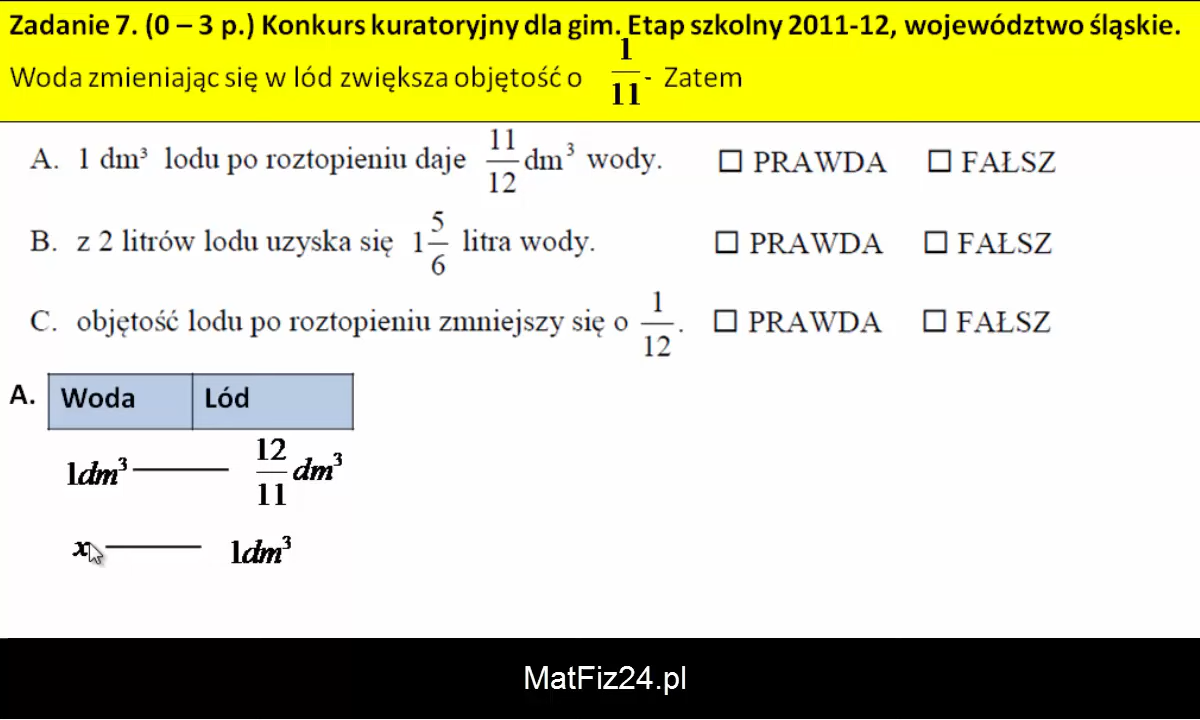 Zadanie 7. (0 – 3 p.) Konkurs kuratoryjny dla gim. Etap szkolny 2011-12, województwo śląskie.
Woda zmieniając się w lód zwiększa objętość o 1/11 - Zatem
A. 1 dm³ lodu po roztopieniu daje 11/12 dm³ wody. ☐ PRAWDA ☐ FAŁSZ
B. z 2 litrów lodu uzyska się 1 5/6 litra wody. ☐ PRAWDA ☐ FAŁSZ
C. objętość lodu po roztopieniu zmniejszy się o 1/12. ☐ PRAWDA ☐ FAŁSZ
A. Woda Lód
1dm³ —— 12/11 dm³
x —— 1dm³
MatFiz24.pl